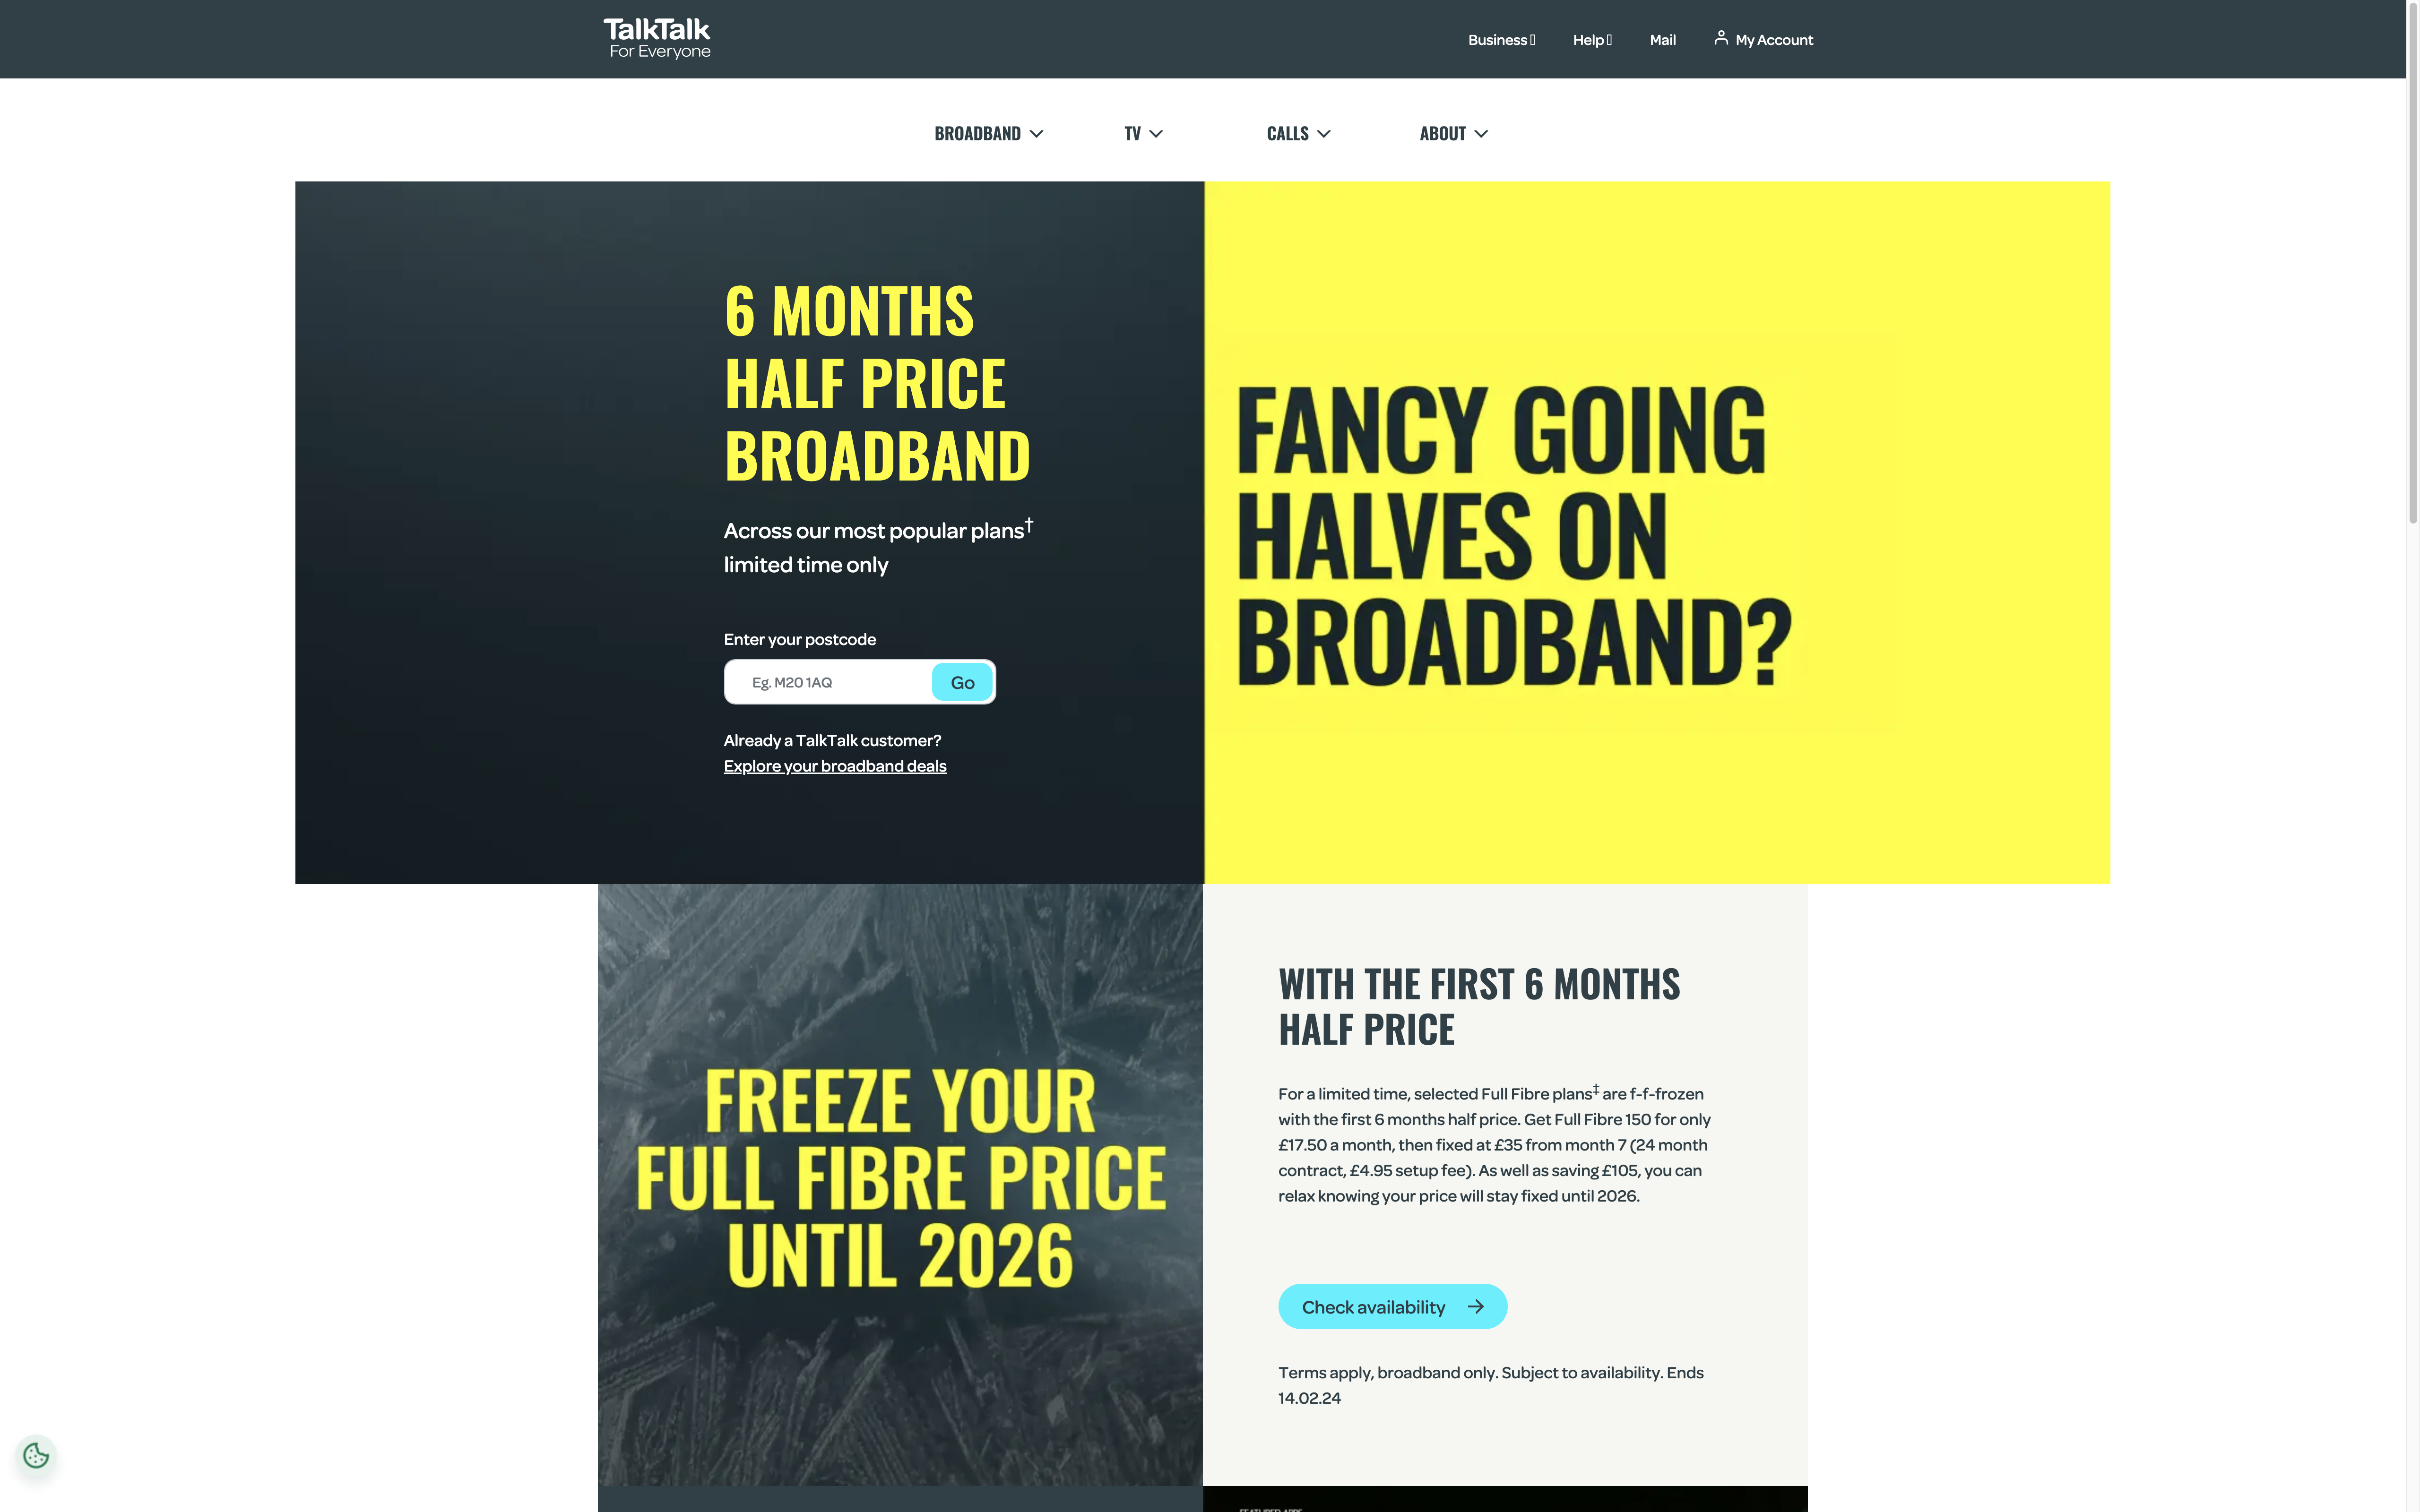 TalkTalk
For Everyone
Business
Help
Mail
My Account
BROADBAND
TV
CALLS
ABOUT
6 MONTHS
HALF PRICE
BROADBAND
Across our most popular plans†
limited time only
Enter your postcode
Eg. M20 1AQ
Go
Already a TalkTalk customer?
Explore your broadband deals
FANCY GOING
HALVES ON
BROADBAND?
FREEZE YOUR
FULL FIBRE PRICE
UNTIL 2026
WITH THE FIRST 6 MONTHS
HALF PRICE
For a limited time, selected Full Fibre plans‡ are f-f-frozen
with the first 6 months half price. Get Full Fibre 150 for only
£17.50 a month, then fixed at £35 from month 7 (24 month
contract, £4.95 setup fee). As well as saving £105, you can
relax knowing your price will stay fixed until 2026.
Check availability
Terms apply, broadband only. Subject to availability. Ends
14.02.24